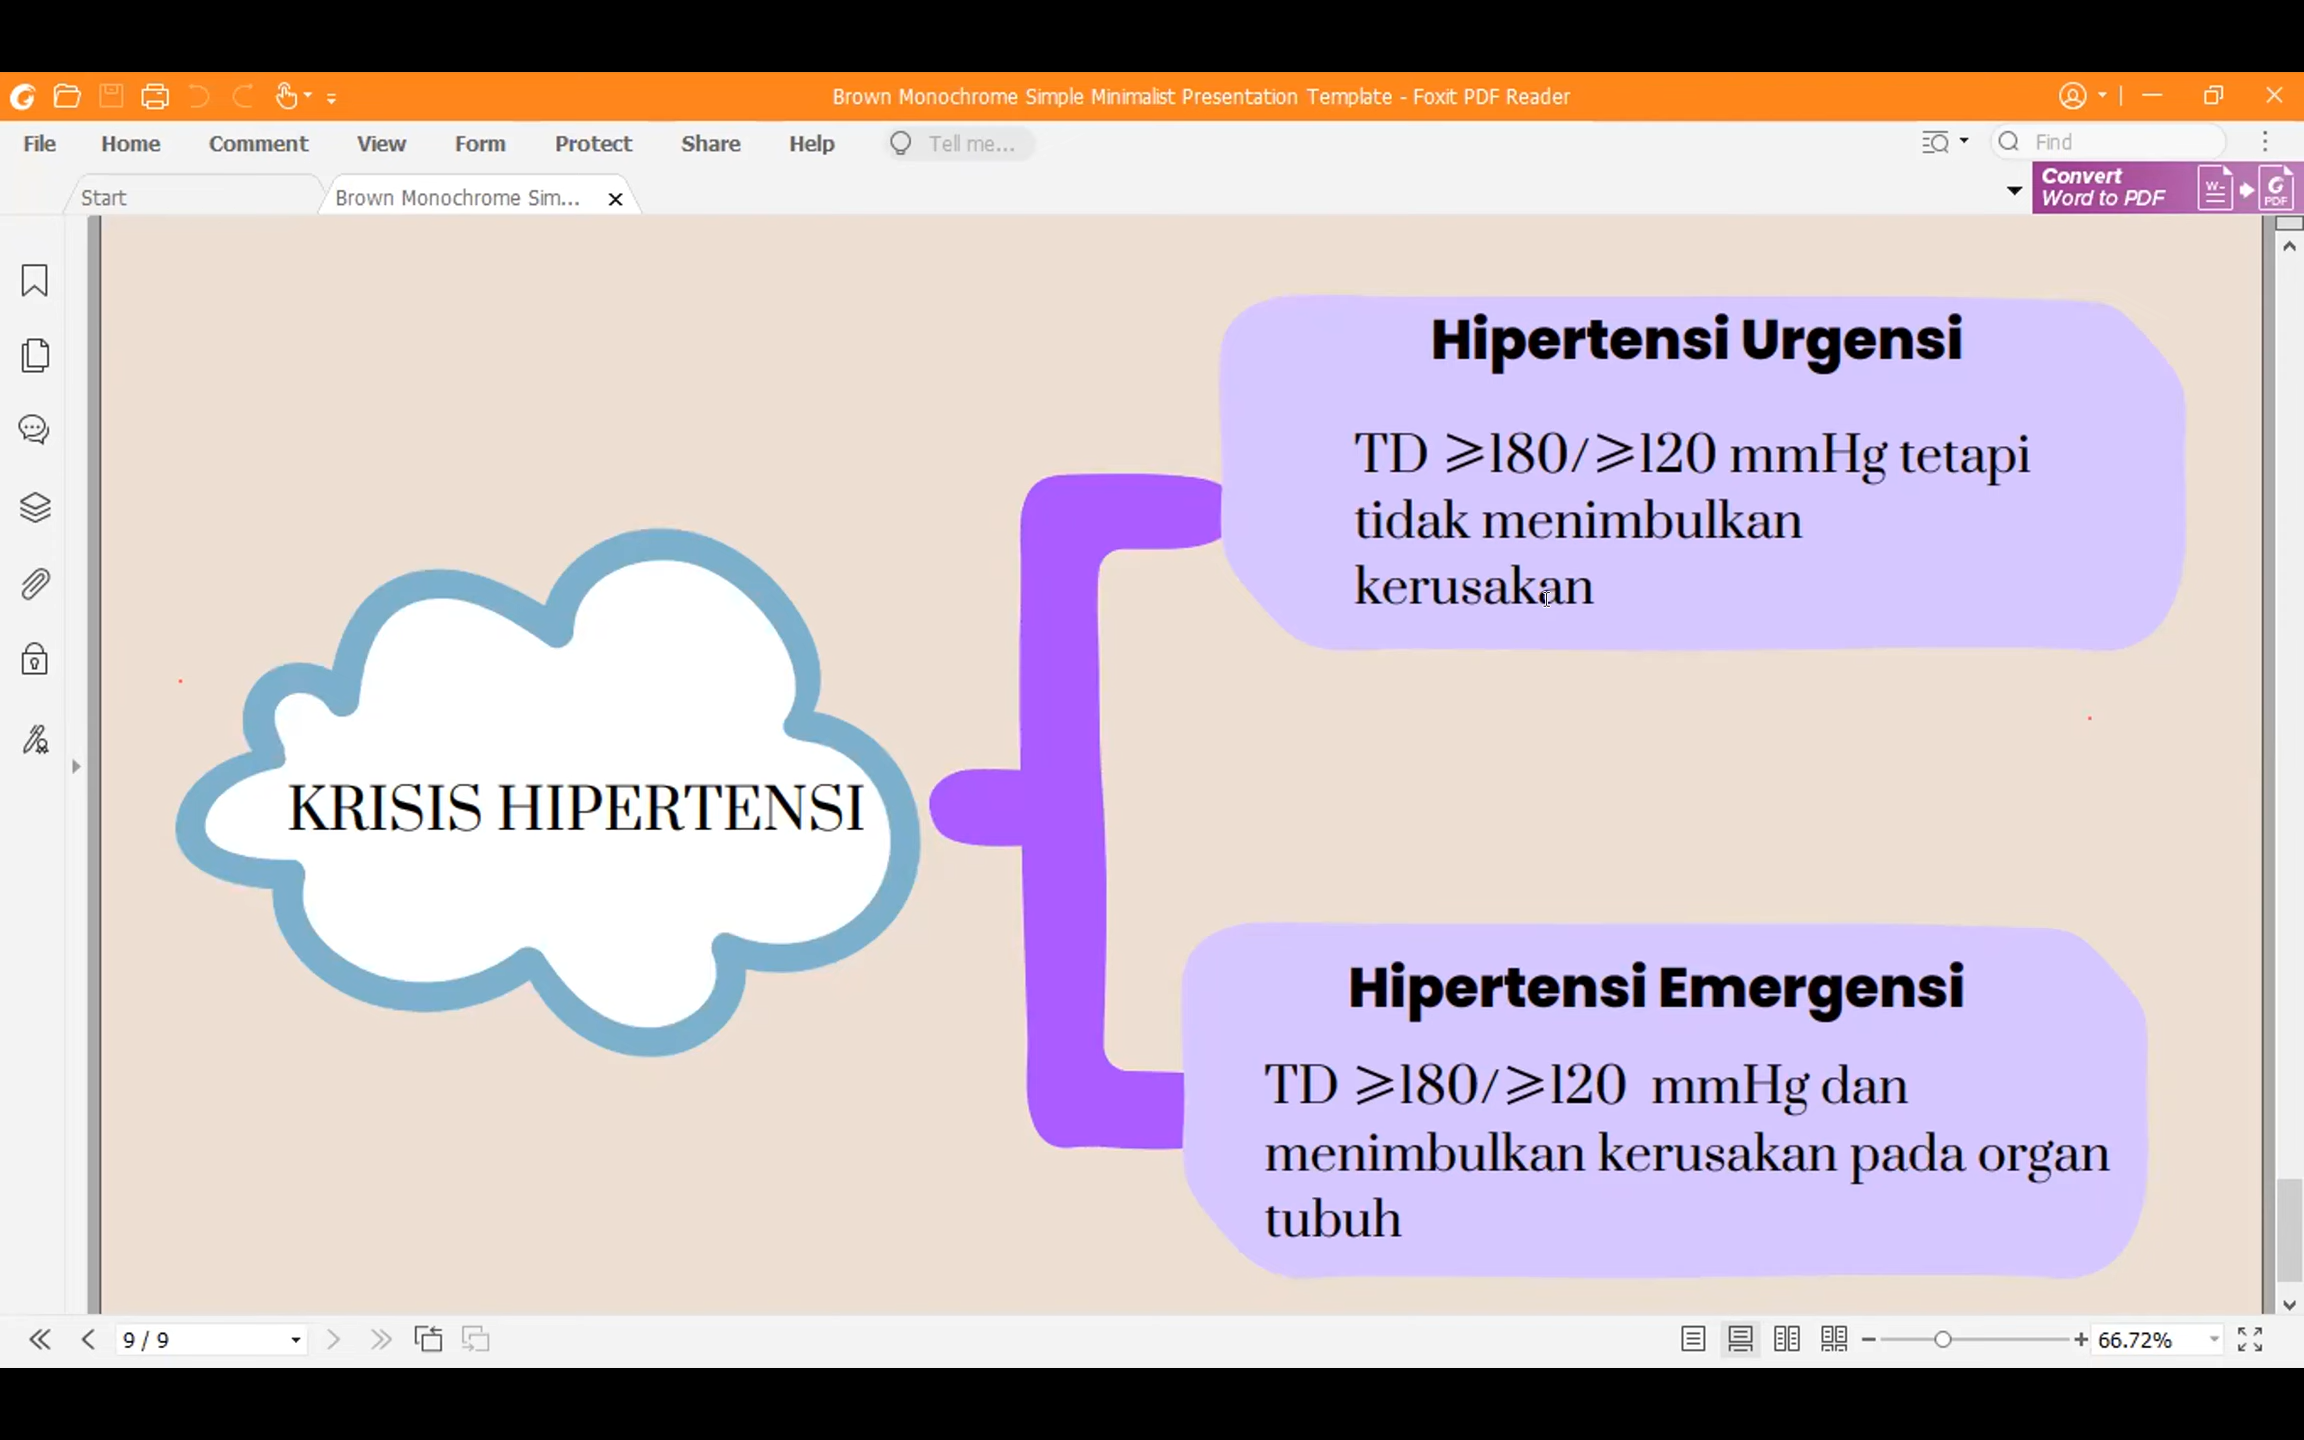 Brown Monochrome Simple Minimalist Presentation Template - Foxit PDF Reader
File Home Comment View Form Protect Share Help Tell me... Find
Start Brown Monochrome Sim...
Convert
Word to PDF
W- PDF
Hipertensi Urgensi
TD ⩾180/⩾120 mmHg tetapi
tidak menimbulkan
kerusakan
KRISIS HIPERTENSI
Hipertensi Emergensi
TD ⩾180/⩾120 mmHg dan
menimbulkan kerusakan pada organ
tubuh
9 / 9
66.72%